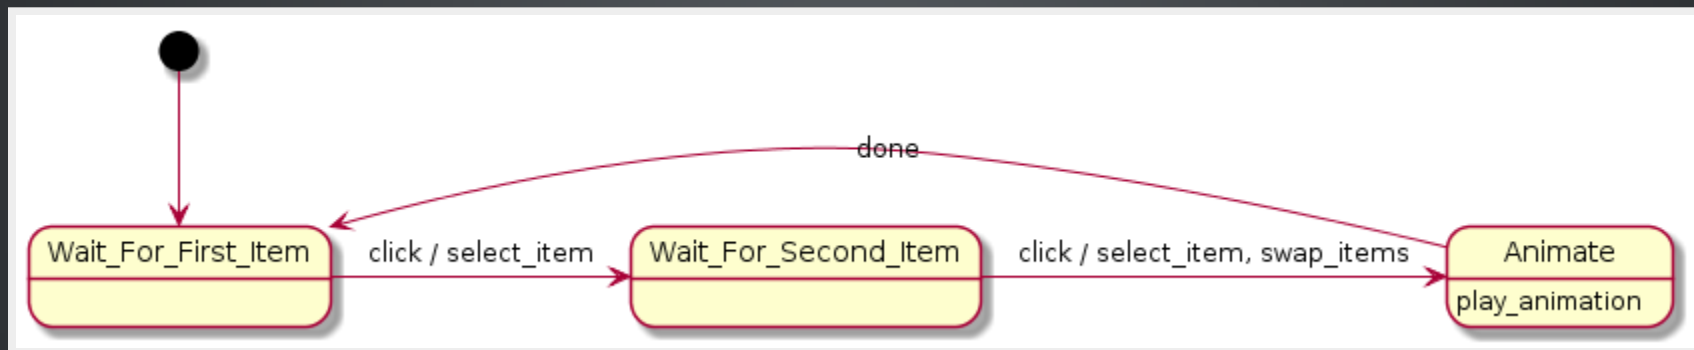 done
Wait_For_First_Item
click / select_item
Wait_For_Second_Item
click / select_item, swap_items
Animate
play_animation